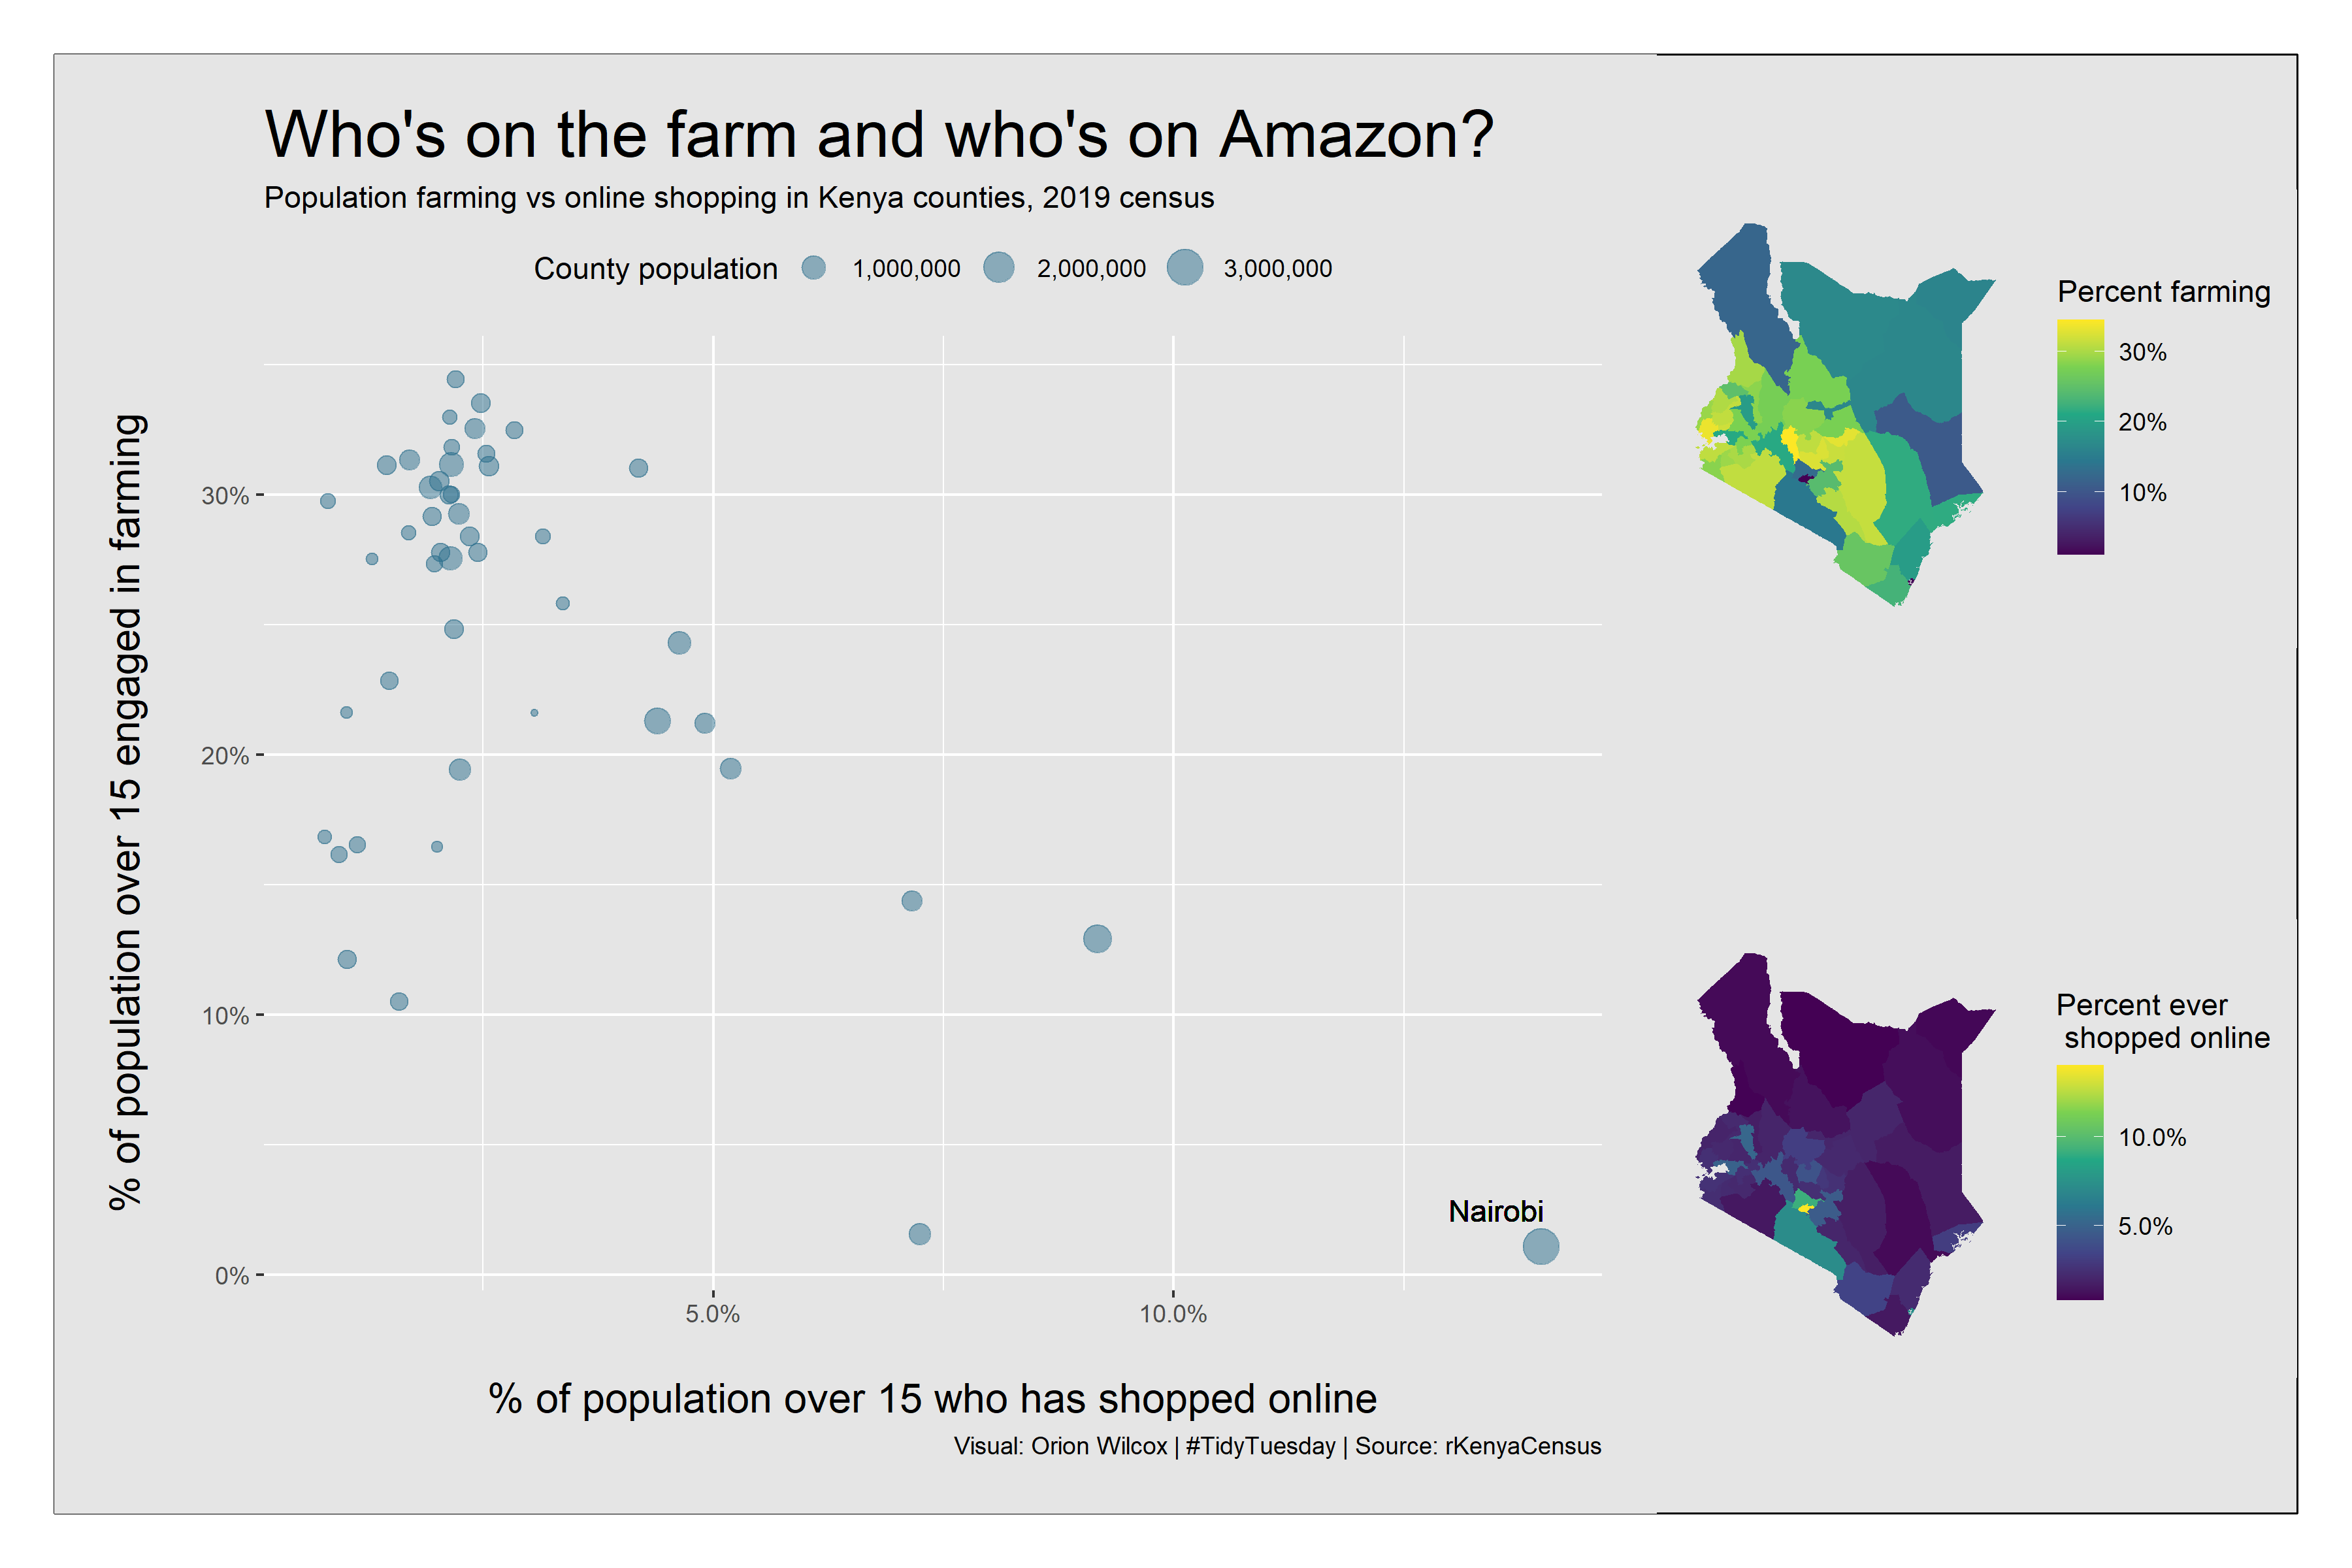 Who's on the farm and who's on Amazon?
Population farming vs online shopping in Kenya counties, 2019 census
County population 1,000,000 2,000,000 3,000,000
% of population over 15 engaged in farming
30%
20%
10%
0%
Nairobi
5.0% 10.0%
% of population over 15 who has shopped online
Visual: Orion Wilcox | #TidyTuesday | Source: rKenyaCensus
Percent farming
30%
20%
10%
Percent ever
shopped online
10.0%
5.0%